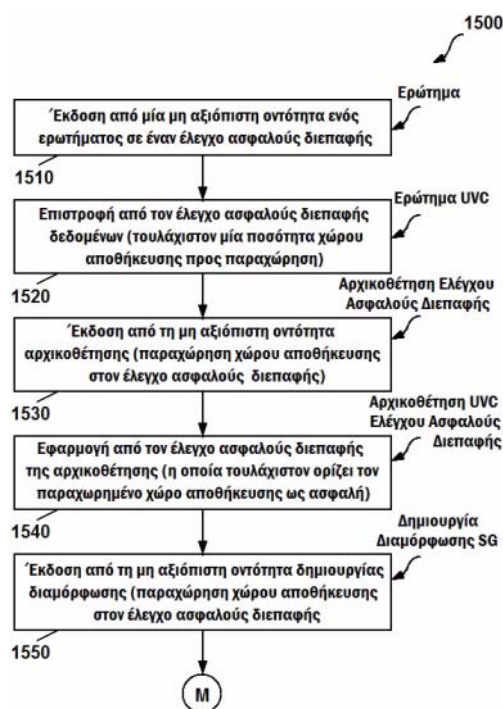 1500
Ερώτημα
Έκδοση από μία μη αξιόπιστη οντότητα ενός
ερωτήματος σε έναν έλεγχο ασφαλούς διεπαφής
1510
Ερώτημα UVC
Επιστροφή από τον έλεγχο ασφαλούς διεπαφής
δεδομένων (τουλάχιστον μία ποσότητα χώρου
αποθήκευσης προς παραχώρηση)
1520
Αρχικοθέτηση Ελέγχου
Ασφαλούς Διεπαφής
Έκδοση από τη μη αξιόπιστη οντότητα
αρχικοθέτησης (παραχώρηση χώρου αποθήκευσης
στον έλεγχο ασφαλούς διεπαφής)
1530
Αρχικοθέτηση UVC
Ελέγχου Ασφαλούς
Διεπαφής
Εφαρμογή από τον έλεγχο ασφαλούς διεπαφής
της αρχικοθέτησης (η οποία τουλάχιστον ορίζει τον
παραχωρημένο χώρο αποθήκευσης ως ασφαλή)
1540
Δημιουργία
Διαμόρφωσης SG
Έκδοση από τη μη αξιόπιστη οντότητα δημιουργίας
διαμόρφωσης (παραχώρηση χώρου αποθήκευσης
στον έλεγχο ασφαλούς διεπαφής
1550
M